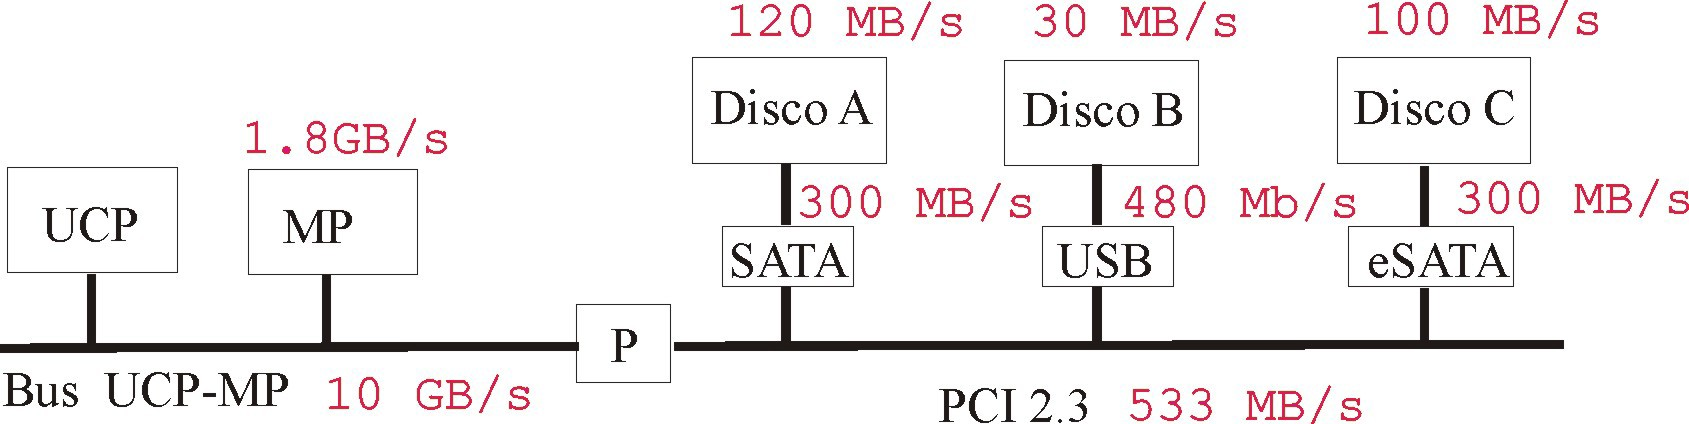 120 MB/s 30 MB/s 100 MB/s
Disco A Disco B Disco C
1.8GB/s
300 MB/s 480 Mb/s 300 MB/s
UCP MP
SATA USB eSATA
P
Bus UCP-MP 10 GB/s
PCI 2.3 533 MB/s